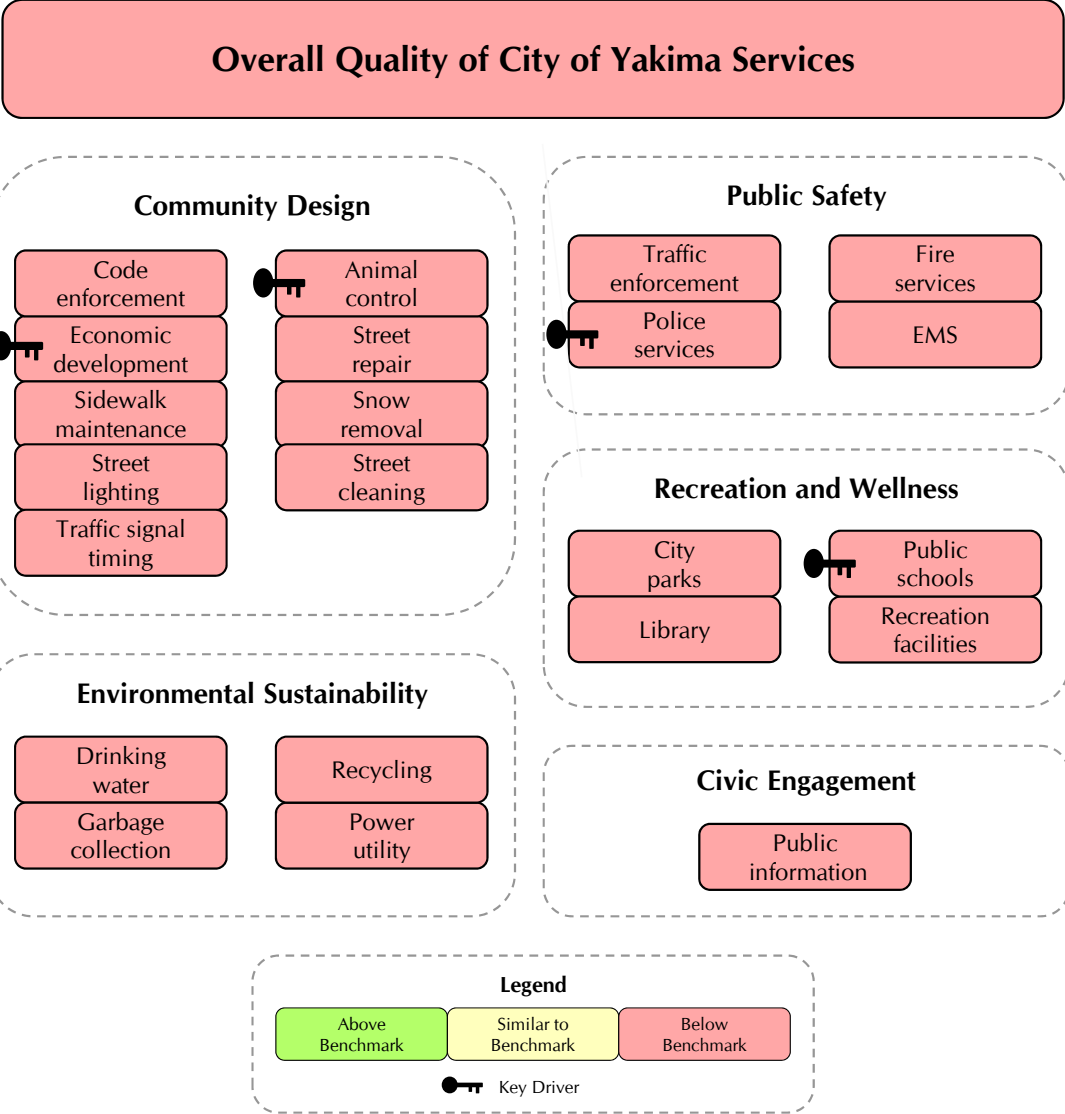 Overall Quality of City of Yakima Services
Community Design
Code
enforcement
Economic
development
Sidewalk
maintenance
Street
lighting
Traffic signal
timing
Animal
control
Street
repair
Snow
removal
Street
cleaning
Public Safety
Traffic
enforcement
Police
services
Fire
services
EMS
Recreation and Wellness
City
parks
Library
Public
schools
Recreation
facilities
Environmental Sustainability
Drinking
water
Garbage
collection
Recycling
Power
utility
Civic Engagement
Public
information
Legend
Above
Benchmark
Similar to
Benchmark
Below
Benchmark
Key Driver